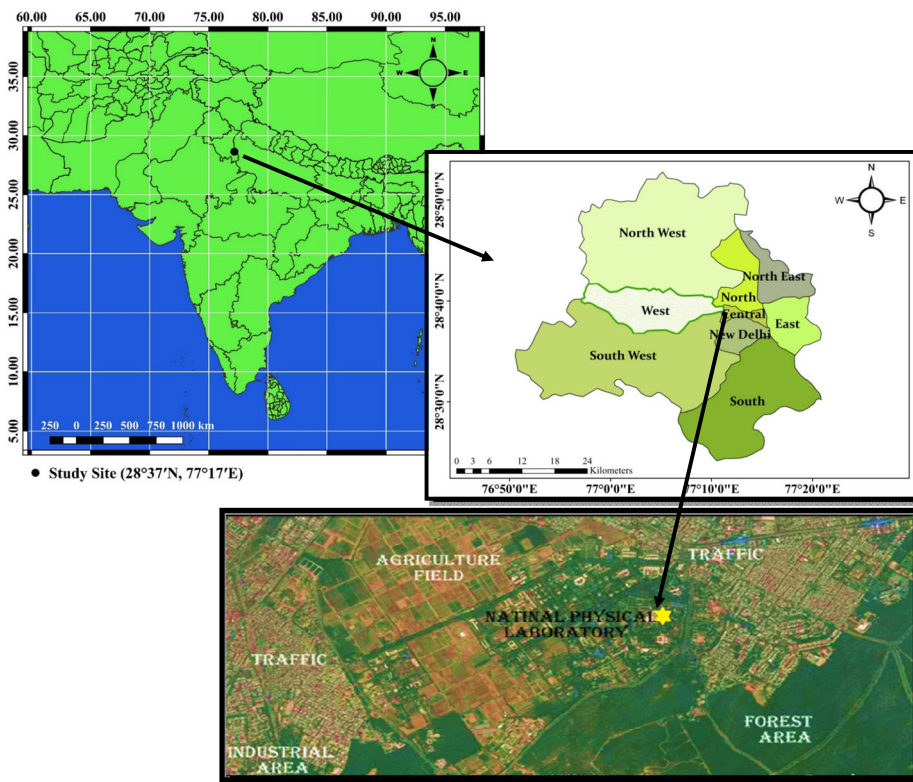 60.00 65.00 70.00 75.00 80.00 85.00 90.00 95.00
35.00
30.00
25.00
20.00
15.00
10.00
5.00
N
W E
S
250 0 250 500 750 1000 km
● Study Site (28°37'N, 77°17'E)
28°50'0"N
28°40'0"N
28°30'0"N
N
W E
S
North West
North East
North
Central
West
East
New Delhi
South West
South
0 3 6 12 18 24
Kilometers
76°50'0"E 77°0'0"E 77°10'0"E 77°20'0"E
AGRICULTURE
FIELD
TRAFFIC
NATINAL PHYSICAL
LABORATORY
TRAFFIC
FOREST
AREA
INDUSTRIAL
AREA